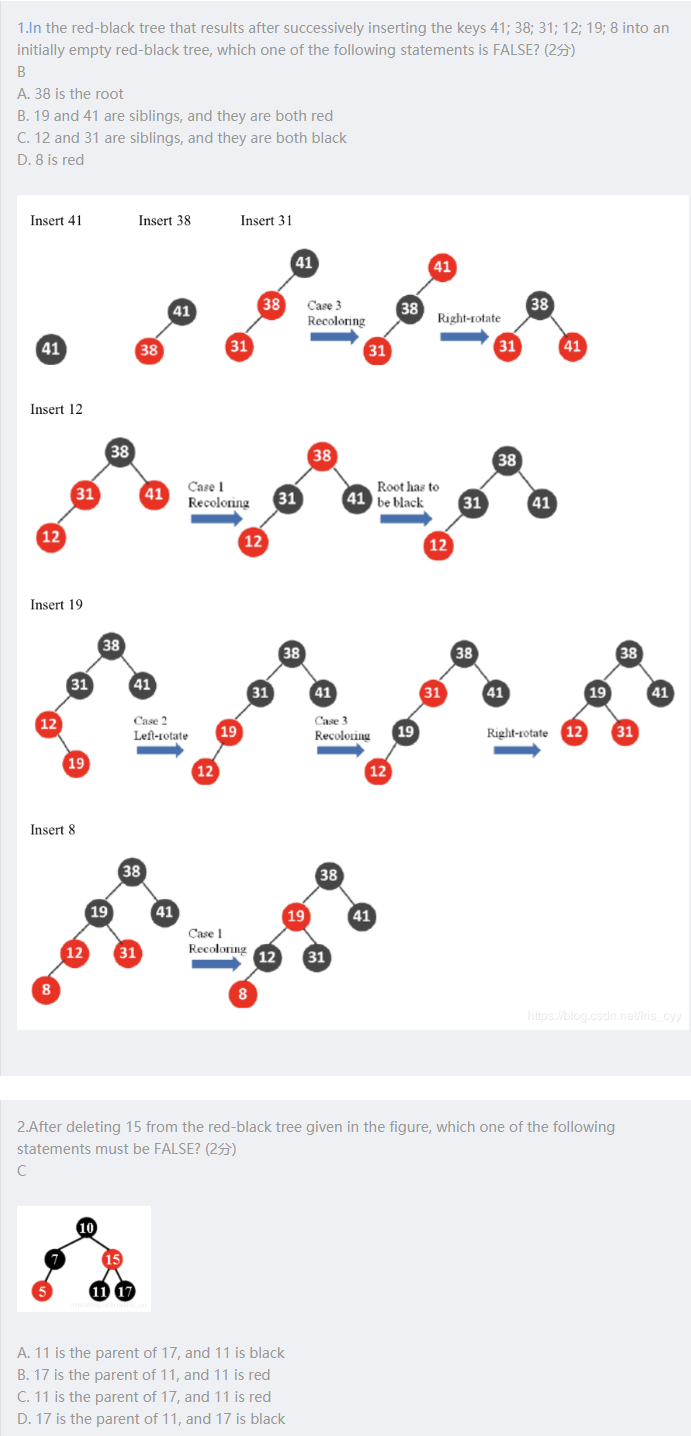 1.In the red-black tree that results after successively inserting the keys 41; 38; 31; 12; 19; 8 into an
initially empty red-black tree, which one of the following statements is FALSE? (2分)
B
A. 38 is the root
B. 19 and 41 are siblings, and they are both red
C. 12 and 31 are siblings, and they are both black
D. 8 is red
Insert 41 Insert 38 Insert 31
41
41
38
41
38
31
Case 3
Recoloring
41
38
31
Right-rotate
38
31 41
Insert 12
38
31 41
12
Case 1
Recoloring
38
31 41
12
Root has to
be black
38
31 41
12
Insert 19
38
31 41
12
19
Case 2
Left-rotate
38
31 41
19
12
Case 3
Recoloring
38
31 41
19
12
Right-rotate
38
19 41
12 31
Insert 8
38
19 41
12 31
8
Case 1
Recoloring
38
19 41
12 31
8
https://blog.csdn.net/Iris_cyy
2.After deleting 15 from the red-black tree given in the figure, which one of the following
statements must be FALSE? (2分)
C
10
7 15
5 11 17
A. 11 is the parent of 17, and 11 is black
B. 17 is the parent of 11, and 11 is red
C. 11 is the parent of 17, and 11 is red
D. 17 is the parent of 11, and 17 is black